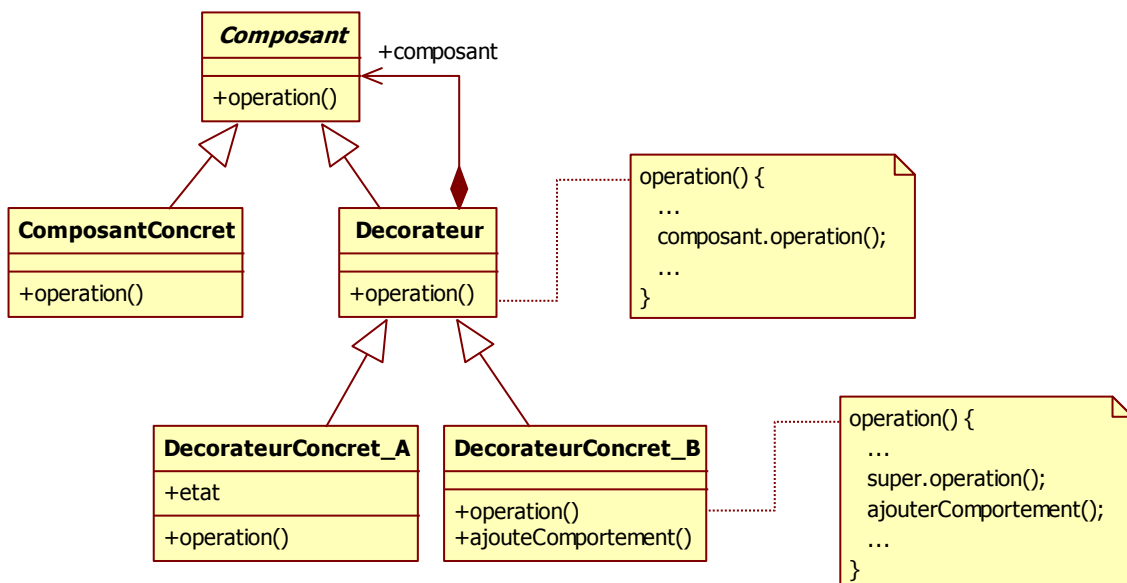 Composant
+composant
+operation()
ComposantConcret
+operation()
Decorateur
+operation()
operation() {
...
composant.operation();
...
}
DecorateurConcret_A
+etat
+operation()
DecorateurConcret_B
+operation()
+ajouteComportement()
operation() {
...
super.operation();
ajouterComportement();
...
}